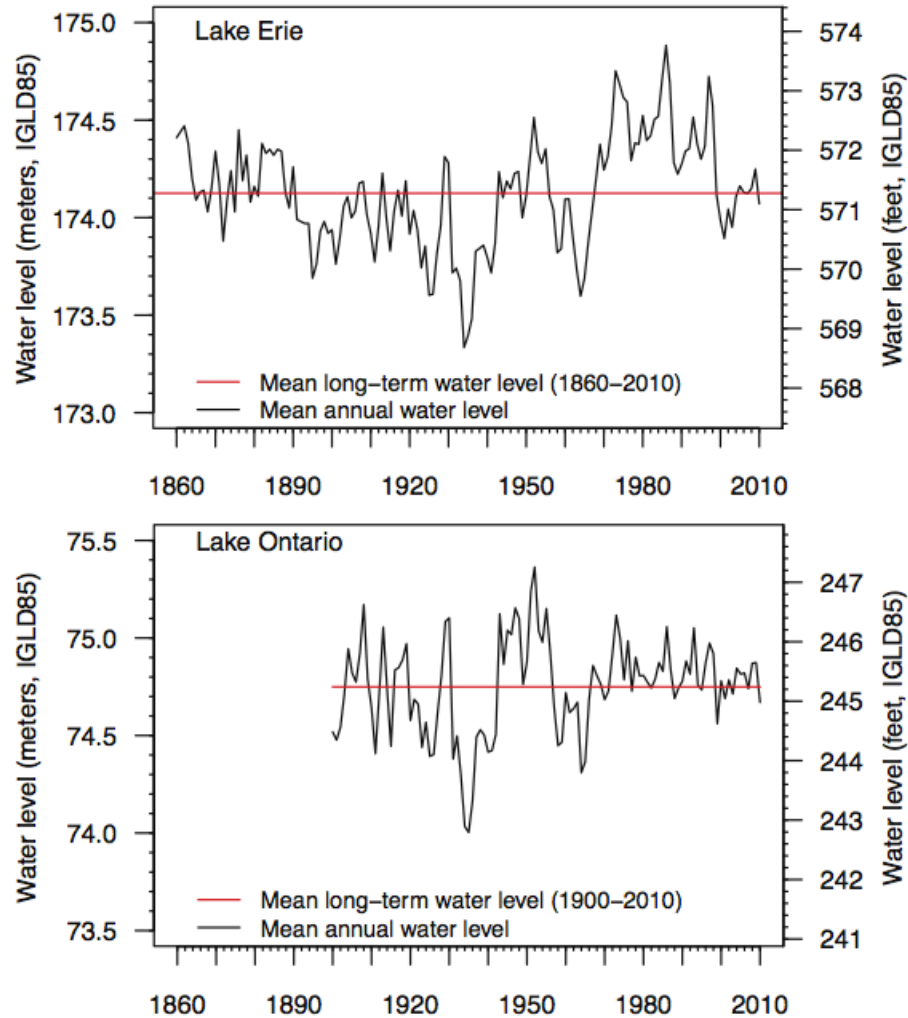 Lake Erie
Water level (meters, IGLD85)
175.0
174.5
174.0
173.5
173.0
574
573
572
571
570
569
568
Water level (feet, IGLD85)
Mean long−term water level (1860−2010)
Mean annual water level
1860 1890 1920 1950 1980 2010
Lake Ontario
Water level (meters, IGLD85)
75.5
75.0
74.5
74.0
73.5
247
246
245
244
243
242
241
Water level (feet, IGLD85)
Mean long−term water level (1900−2010)
Mean annual water level
1860 1890 1920 1950 1980 2010